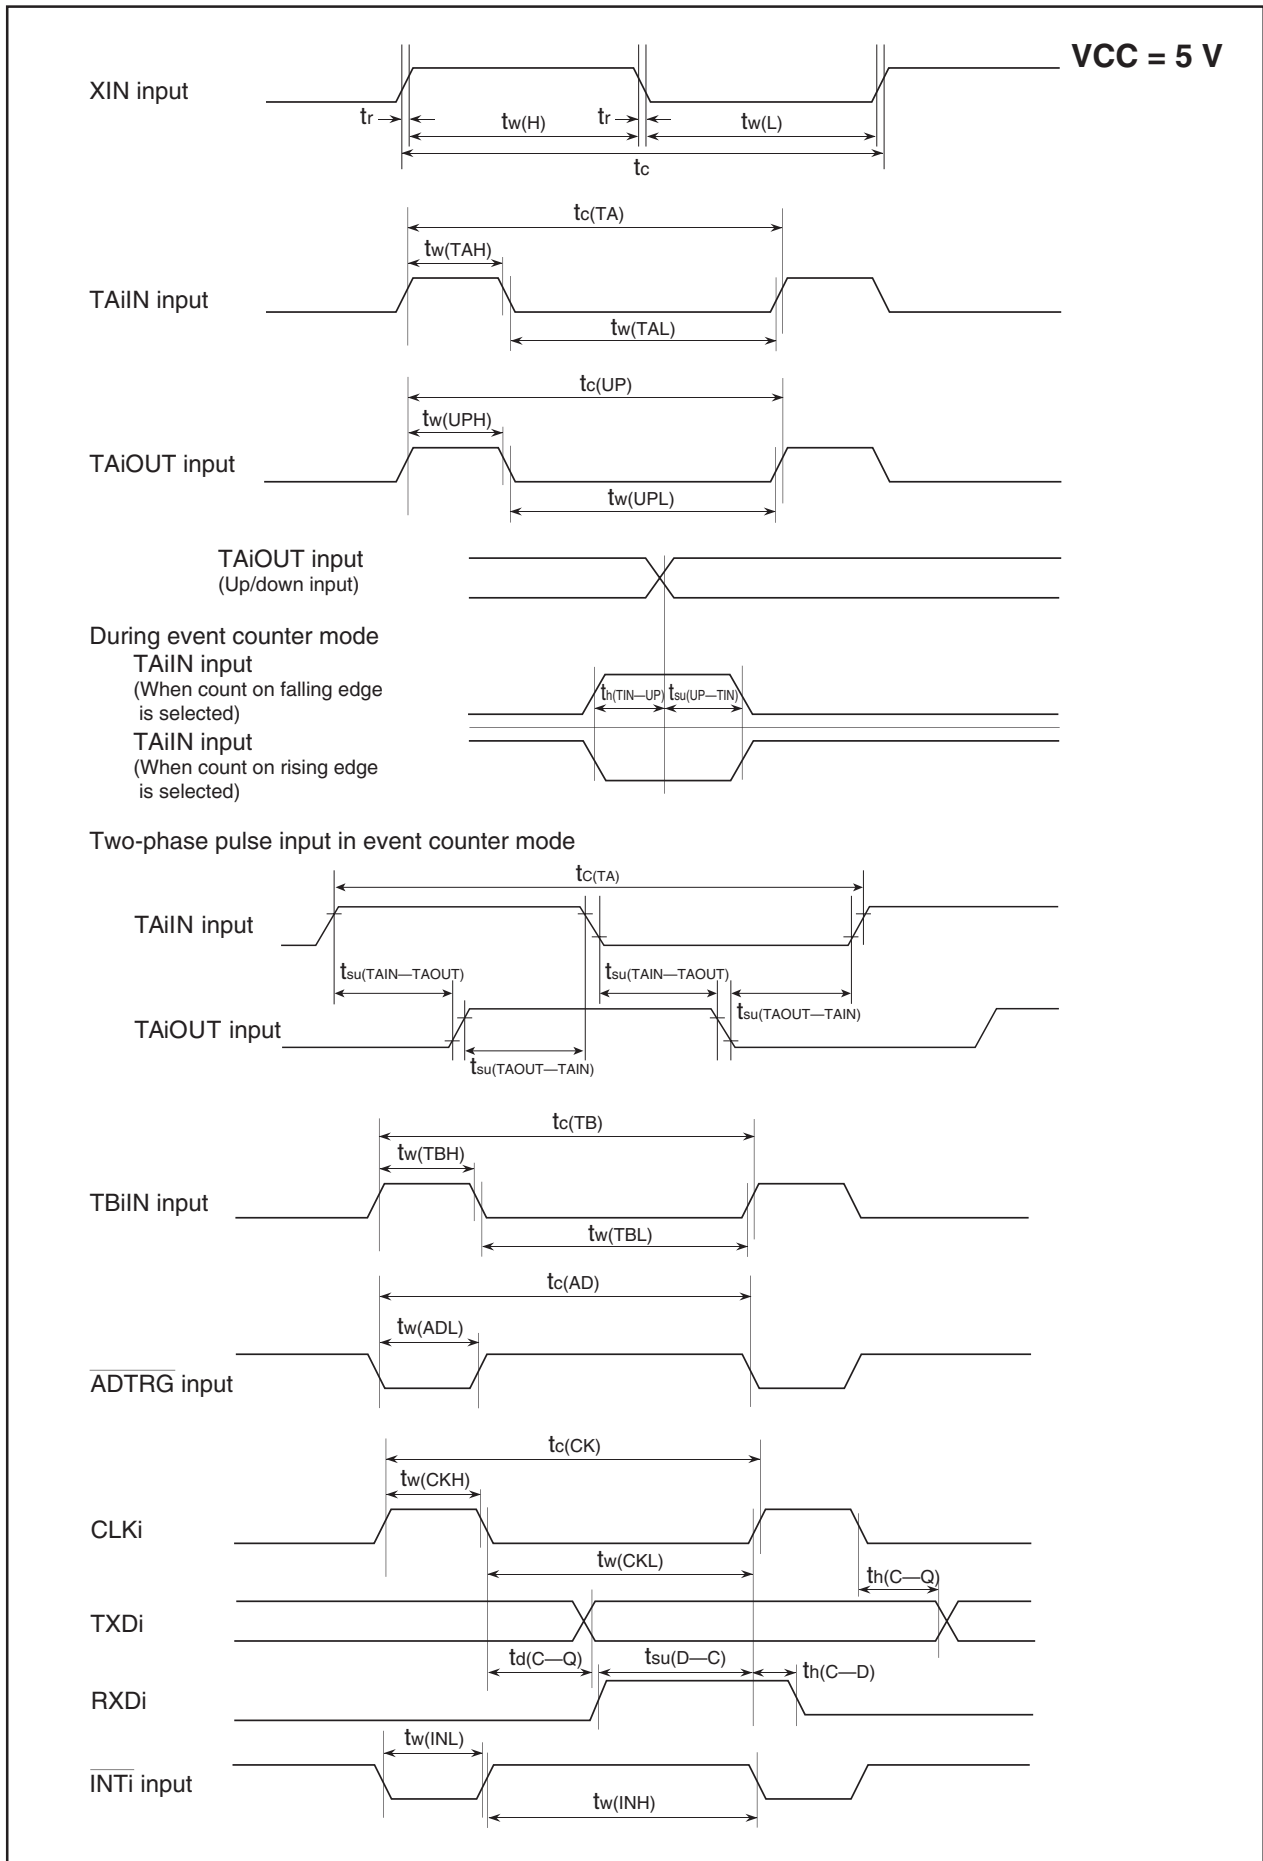 VCC = 5 V
XIN input
tr
tw(H)
tr
tw(L)
tc
tc(TA)
tw(TAH)
TAiIN input
tw(TAL)
tc(UP)
tw(UPH)
TAiOUT input
tw(UPL)
TAiOUT input
(Up/down input)
During event counter mode
TAiIN input
(When count on falling edge
is selected)
th(TIN—UP)
tsu(UP—TIN)
TAiIN input
(When count on rising edge
is selected)
Two-phase pulse input in event counter mode
tC(TA)
TAiIN input
tsu(TAIN—TAOUT)
tsu(TAIN—TAOUT)
tsu(TAOUT—TAIN)
TAiOUT input
tsu(TAOUT—TAIN)
tc(TB)
tw(TBH)
TBiIN input
tw(TBL)
tc(AD)
tw(ADL)
ADTRG input
tc(CK)
tw(CKH)
CLKi
tw(CKL)
th(C—Q)
TXDi
td(C—Q)
tsu(D—C)
th(C—D)
RXDi
tw(INL)
INTi input
tw(INH)